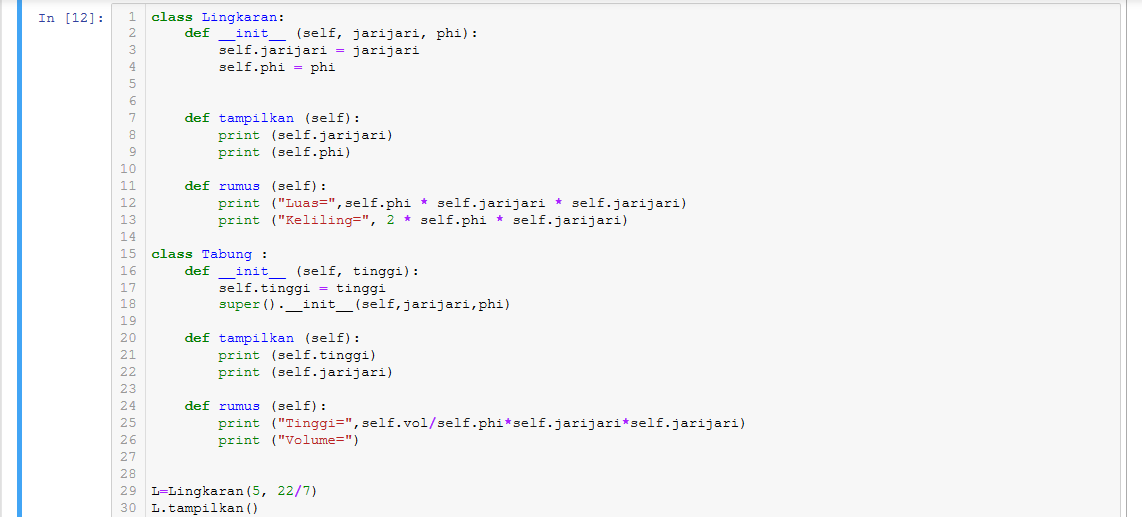 In [12]:
1 class Lingkaran:
2     def __init__ (self, jarijari, phi):
3         self.jarijari = jarijari
4         self.phi = phi
5
6
7     def tampilkan (self):
8         print (self.jarijari)
9         print (self.phi)
10
11     def rumus (self):
12         print ("Luas=",self.phi * self.jarijari * self.jarijari)
13         print ("Keliling=", 2 * self.phi * self.jarijari)
14
15 class Tabung :
16     def __init__ (self, tinggi):
17         self.tinggi = tinggi
18         super().__init__(self,jarijari,phi)
19
20     def tampilkan (self):
21         print (self.tinggi)
22         print (self.jarijari)
23
24     def rumus (self):
25         print ("Tinggi=",self.vol/self.phi*self.jarijari*self.jarijari)
26         print ("Volume=")
27
28
29 L=Lingkaran(5, 22/7)
30 L.tampilkan()